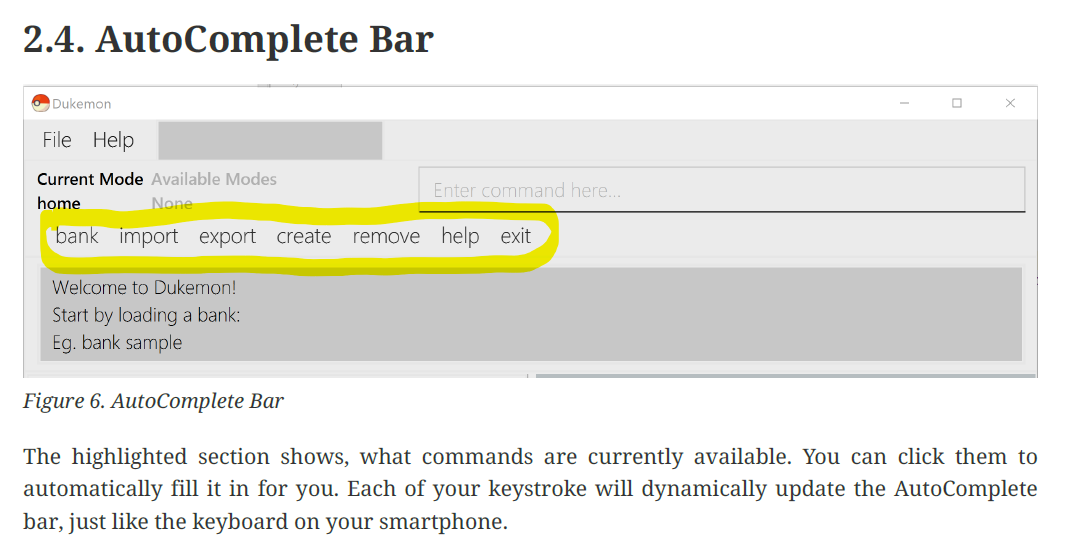 2.4. AutoComplete Bar
Dukemon
File Help
Current Mode Available Modes
home None
Enter command here...
bank import export create remove help exit
Welcome to Dukemon!
Start by loading a bank:
Eg. bank sample
Figure 6. AutoComplete Bar
The highlighted section shows, what commands are currently available. You can click them to
automatically fill it in for you. Each of your keystroke will dynamically update the AutoComplete
bar, just like the keyboard on your smartphone.